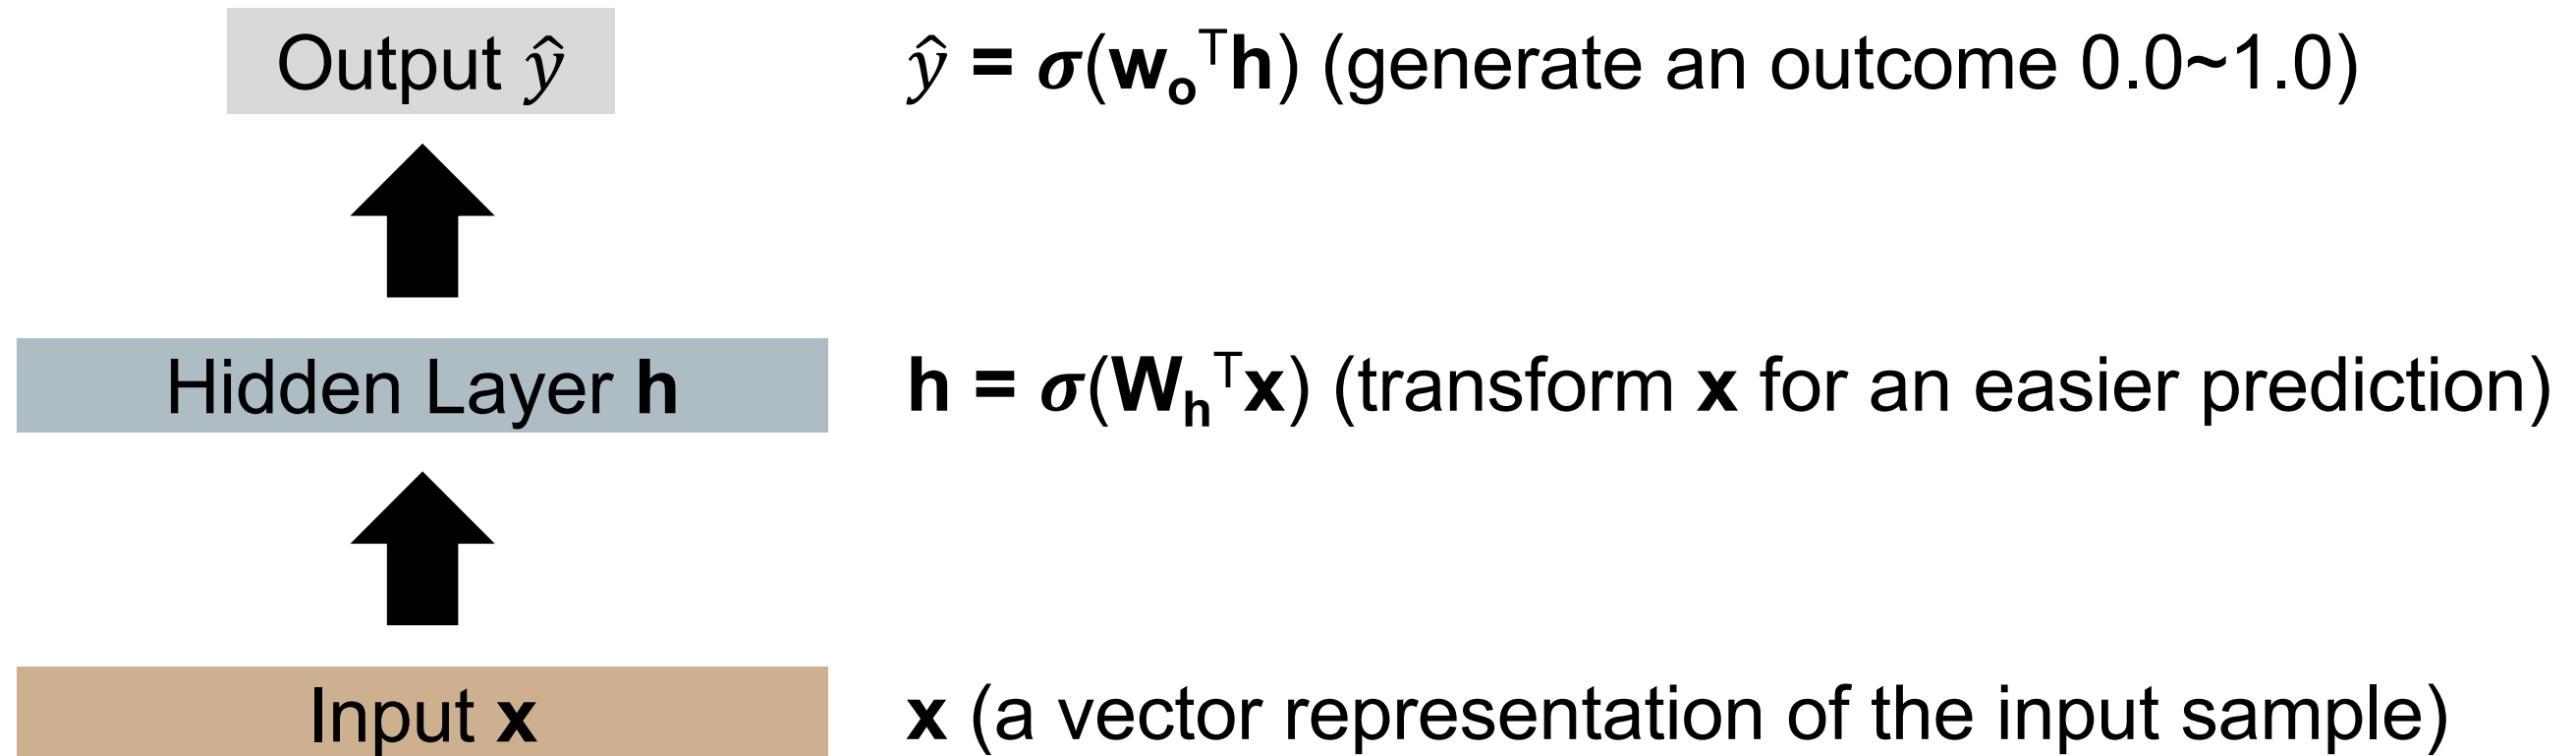 Output ŷ
ŷ = σ(wₒᵀh) (generate an outcome 0.0~1.0)
Hidden Layer h
h = σ(Wₕᵀx) (transform x for an easier prediction)
Input x
x (a vector representation of the input sample)